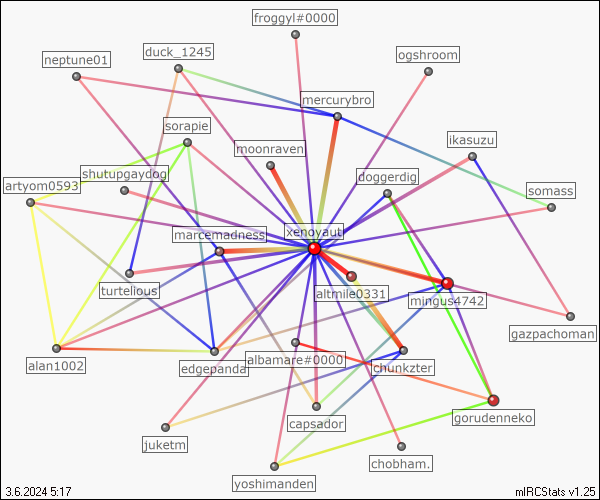 froggyl#0000
duck_1245
neptune01
ogshroom
mercurybro
sorapie
ikasuzu
moonraven
shutupgaydog
doggerdig
artyom0593
somass
xenoyaut
marcemadness
turtelious
altmile0331
mingus4742
gazpachoman
alan1002
edgepanda
albamare#0000
chunkzter
capsador
gorudenneko
juketm
chobham.
yoshimanden
3.6.2024 5:17
mIRCStats v1.25